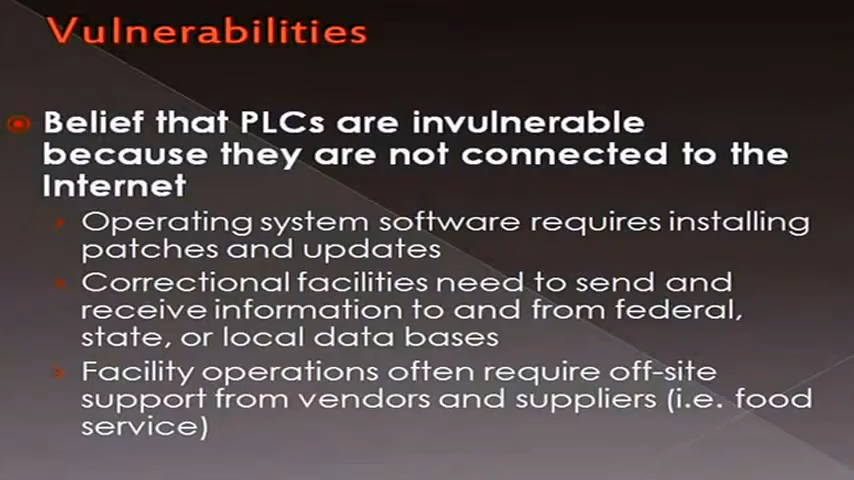 Vulnerabilities
Belief that PLCs are invulnerable
because they are not connected to the
Internet
Operating system software requires installing
patches and updates
Correctional facilities need to send and
receive information to and from federal,
state, or local data bases
Facility operations often require off-site
support from vendors and suppliers (i.e. food
service)